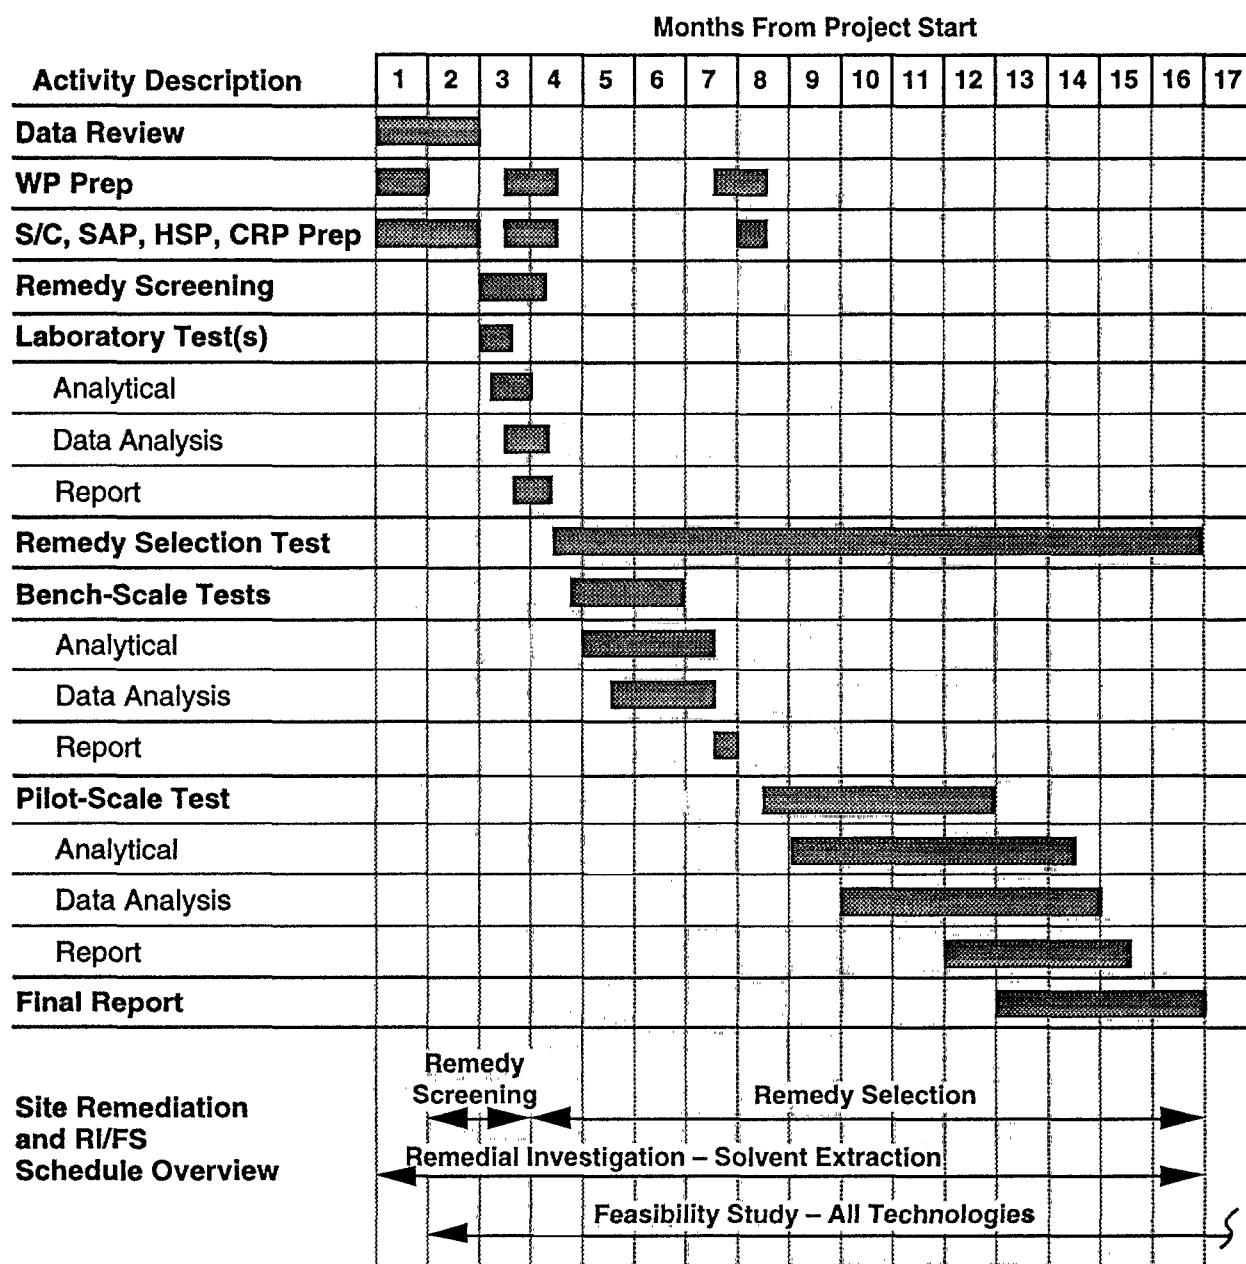 Months From Project Start
Activity Description 1 2 3 4 5 6 7 8 9 10 11 12 13 14 15 16 17
Data Review
WP Prep
S/C, SAP, HSP, CRP Prep
Remedy Screening
Laboratory Test(s)
Analytical
Data Analysis
Report
Remedy Selection Test
Bench-Scale Tests
Analytical
Data Analysis
Report
Pilot-Scale Test
Analytical
Data Analysis
Report
Final Report
Site Remediation
and RI/FS
Schedule Overview
Remedy
Screening
Remedy Selection
Remedial Investigation – Solvent Extraction
Feasibility Study – All Technologies